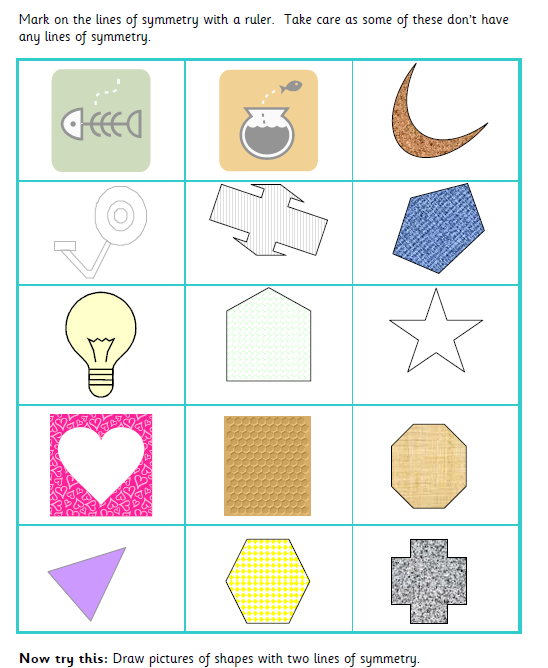 Mark on the lines of symmetry with a ruler.  Take care as some of these don't have
any lines of symmetry.
Now try this: Draw pictures of shapes with two lines of symmetry.